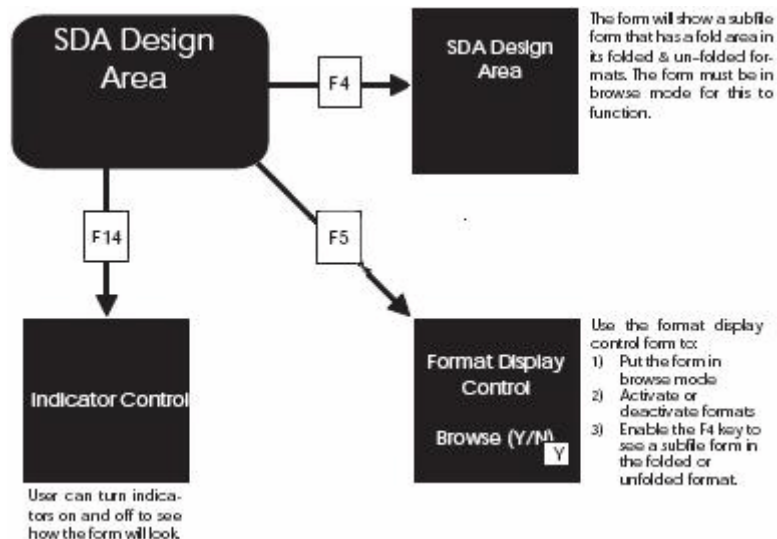 SDA Design
Area
F4
SDA Design
Area
The form will show a subfile
form that has a fold area in
its folded & un-folded for-
mats. The form must be in
browse mode for this to
function.
F14
F5
Indicator Control
User can turn indica-
tors on and off to see
how the form will look.
Format Display
Control
Browse (Y/N)
Y
Use the format display
control form to:
1) Put the form in
browse mode
2) Activate or
deactivate formats
3) Enable the F4 key to
see a subfile form in
the folded or
unfolded format.